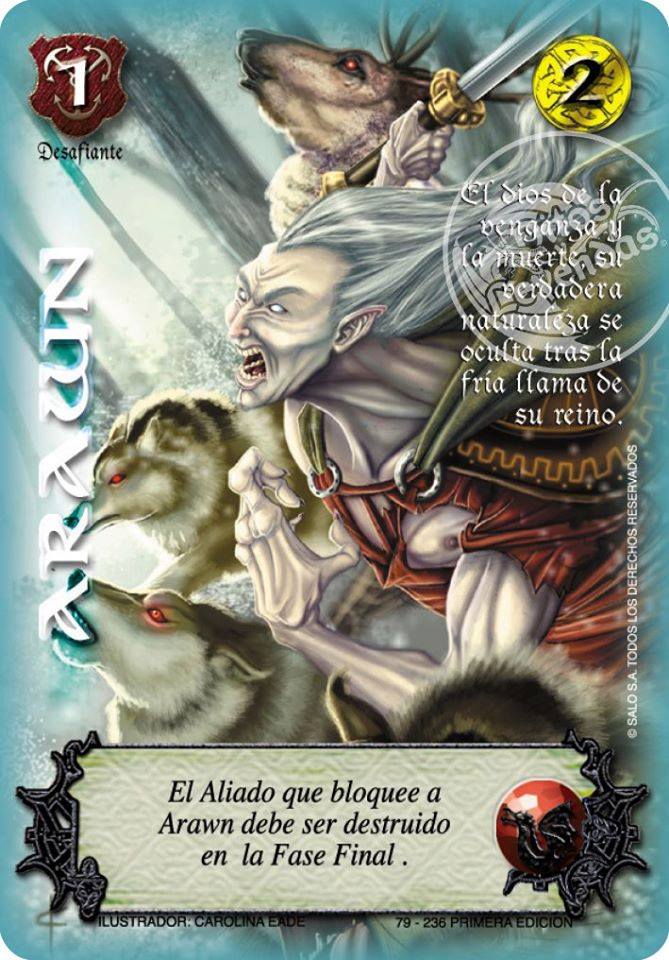 1
2
Desafiante
El dios de la
venganza y
la muerte, su
verdadera
naturaleza se
oculta tras la
fría llama de
su reino.
ARAWN
© SALO S.A. TODOS LOS DERECHOS RESERVADOS
El Aliado que bloquee a
Arawn debe ser destruido
en la Fase Final .
ILUSTRADOR: CAROLINA EADE
79 - 236 PRIMERA EDICION